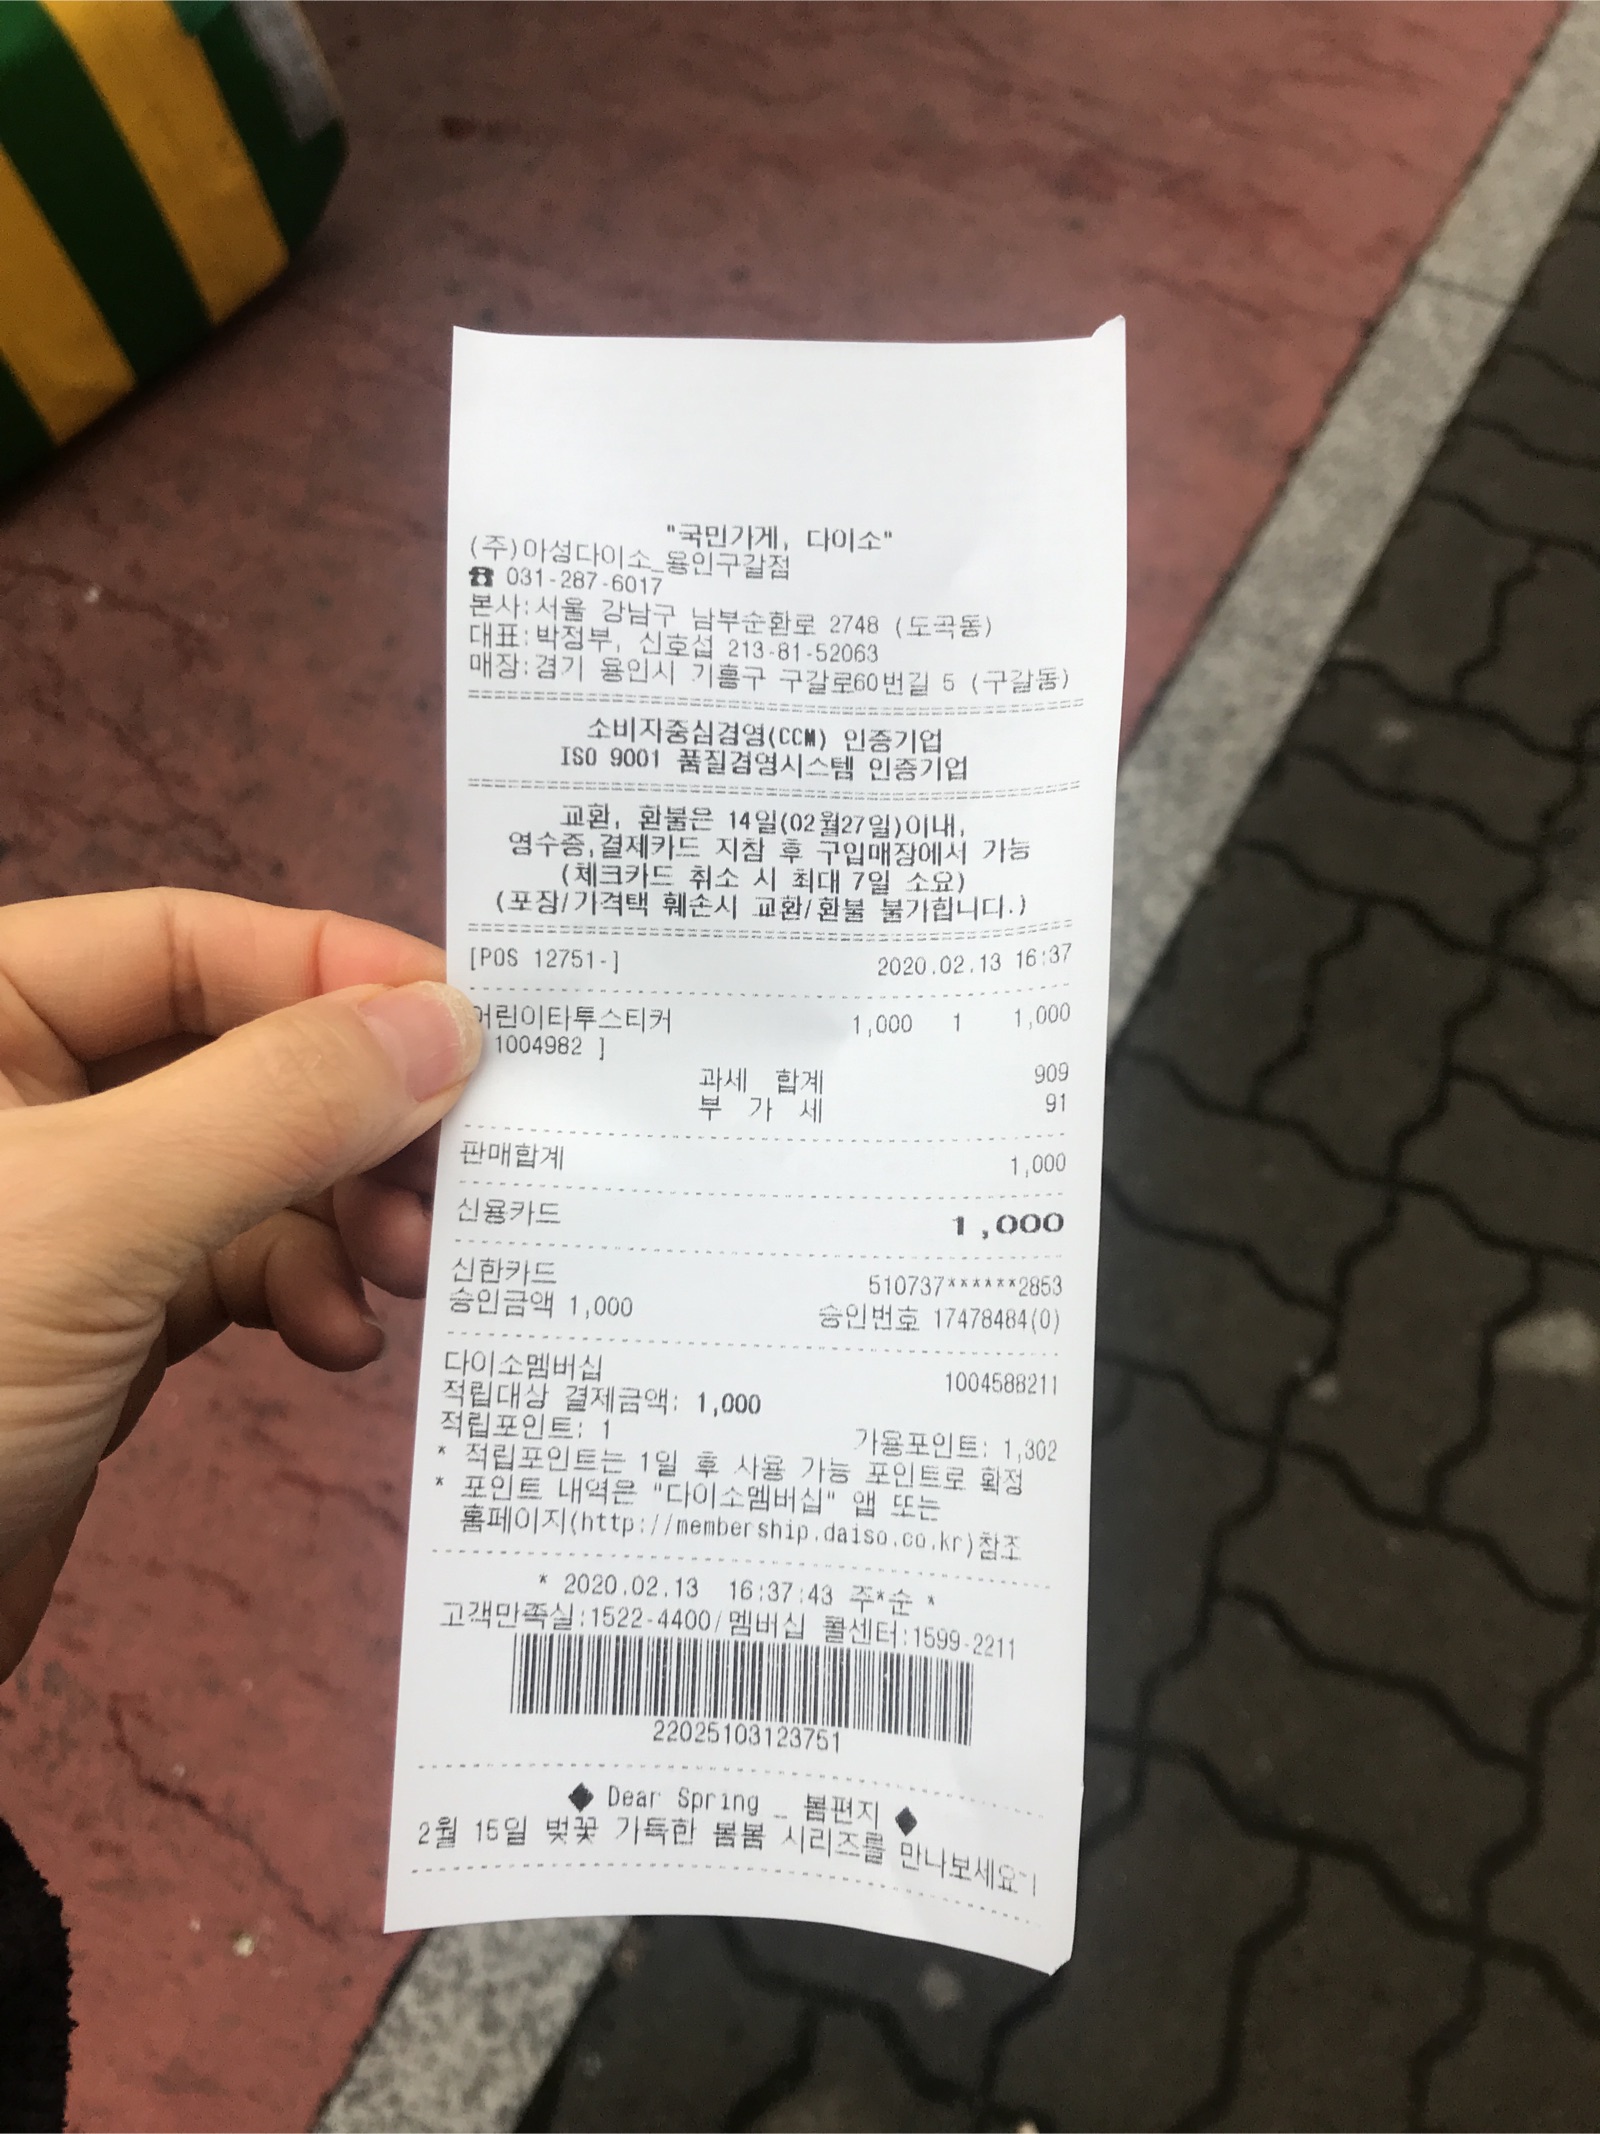 "국민가게, 다이소"
(주)아성다이소_용인구갈점
☎ 031-287-6017
본사:서울 강남구 남부순환로 2748 (도곡동)
대표:박정부, 신호섭 213-81-52063
매장:경기 용인시 기흥구 구갈로60번길 5 (구갈동)
소비자중심경영(CCM) 인증기업
ISO 9001 품질경영시스템 인증기업
교환, 환불은 14일(02월27일)이내,
영수증,결제카드 지참 후 구입매장에서 가능
(체크카드 취소 시 최대 7일 소요)
(포장/가격택 훼손시 교환/환불 불가합니다.)
[POS 12751-] 2020.02.13 16:37
어린이타투스티커 1,000 1 1,000
1004982 ]
과세 합계 909
부 가 세 91
판매합계 1,000
신용카드 1,000
신한카드 510737******2853
승인금액 1,000 승인번호 17478484(0)
다이소멤버십 1004588211
적립대상 결제금액: 1,000
적립포인트: 1 가용포인트: 1,302
* 적립포인트는 1일 후 사용 가능 포인트로 확정
* 포인트 내역은 "다이소멤버십" 앱 또는
홈페이지(http://membership.daiso.co.kr)참조
* 2020.02.13 16:37:43 주*순 *
고객만족실:1522-4400/멤버십 콜센터:1599-2211
22025103123751
◆ Dear Spring _ 봄편지 ◆
2월 15일 벚꽃 가득한 봄봄 시리즈를 만나보세요~!